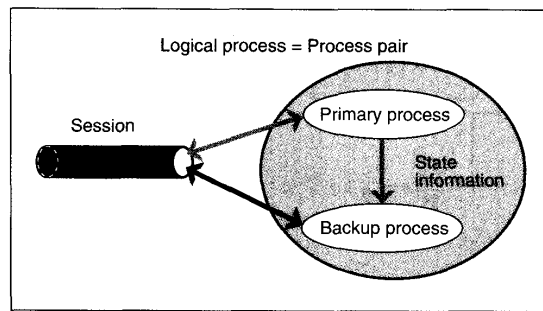 Logical process = Process pair
Session
Primary process
State
information
Backup process